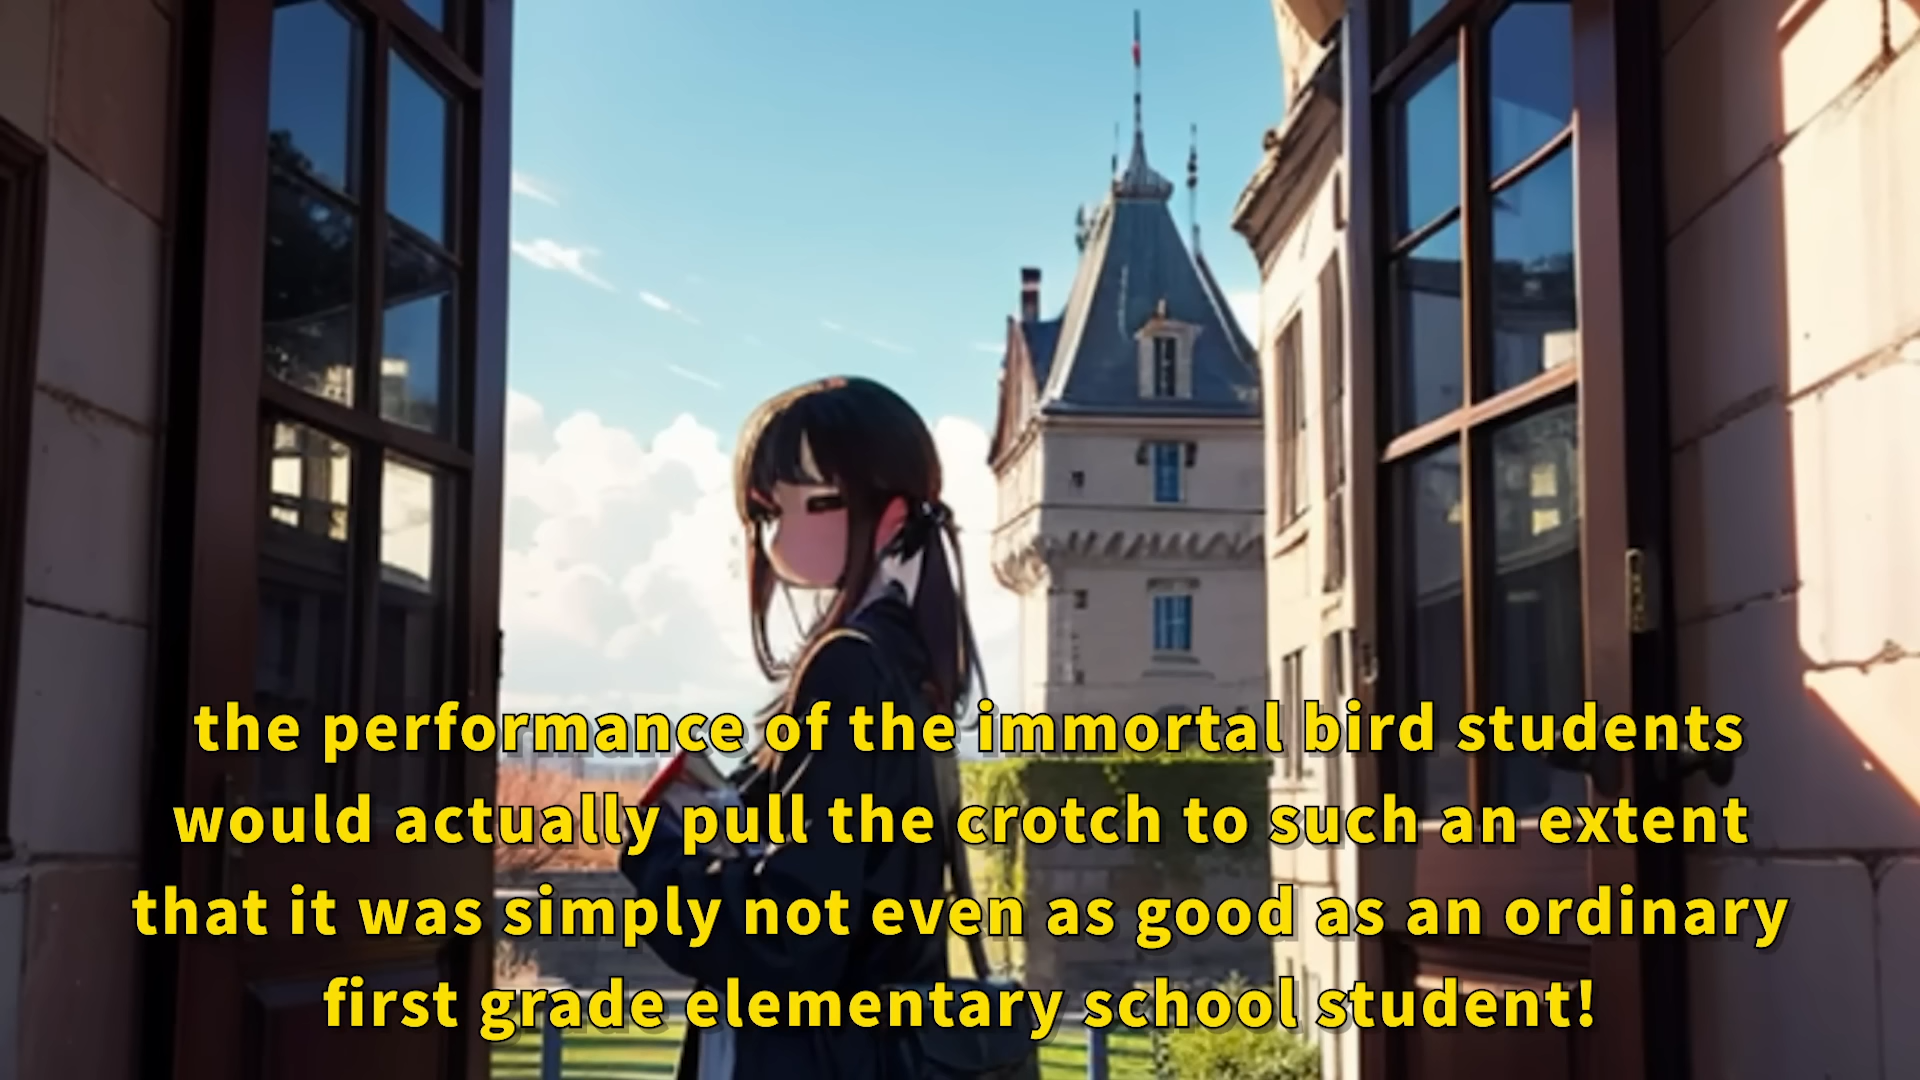 the performance of the immortal bird students
would actually pull the crotch to such an extent
that it was simply not even as good as an ordinary
first grade elementary school student!